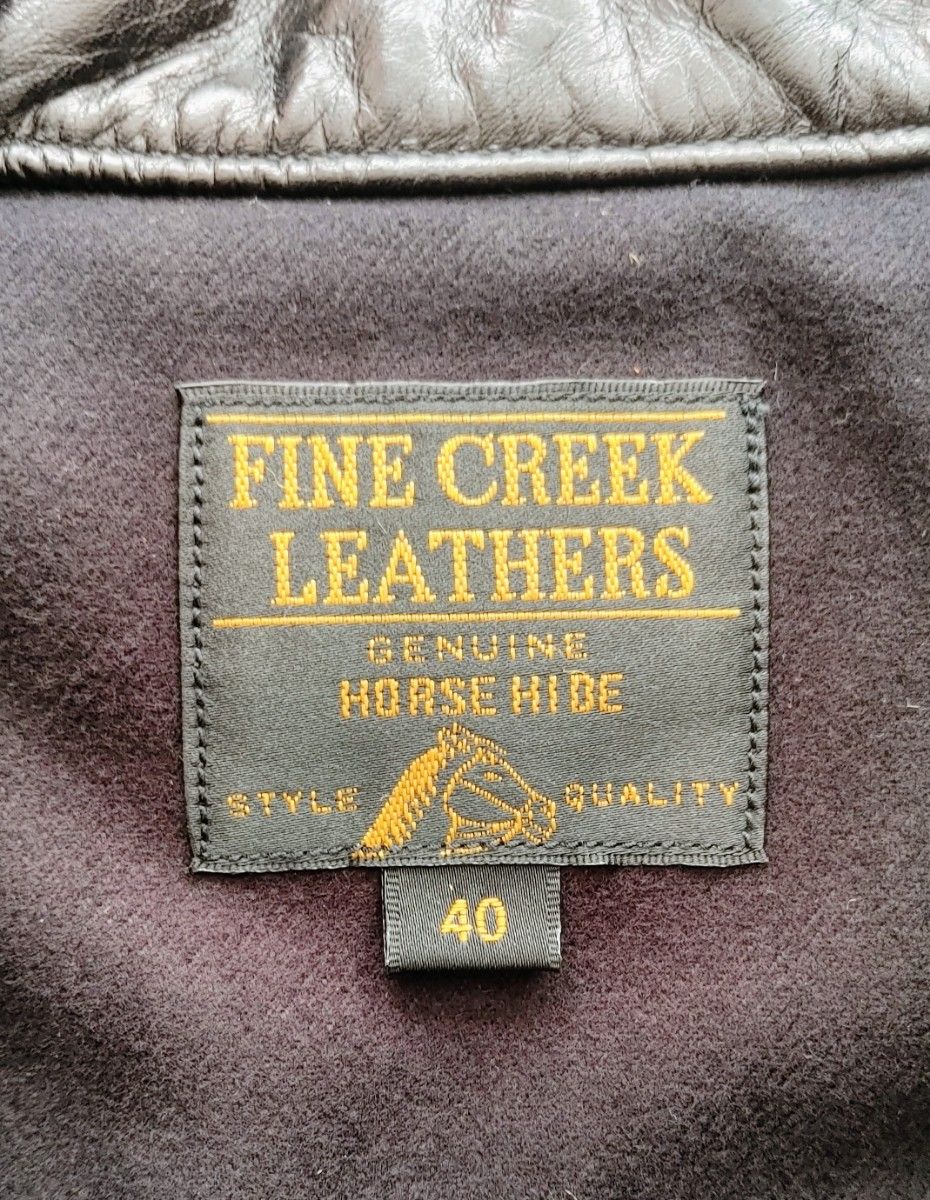 FINE CREEK
LEATHERS
GENUINE
HORSE HIDE
STYLE QUALITY
40